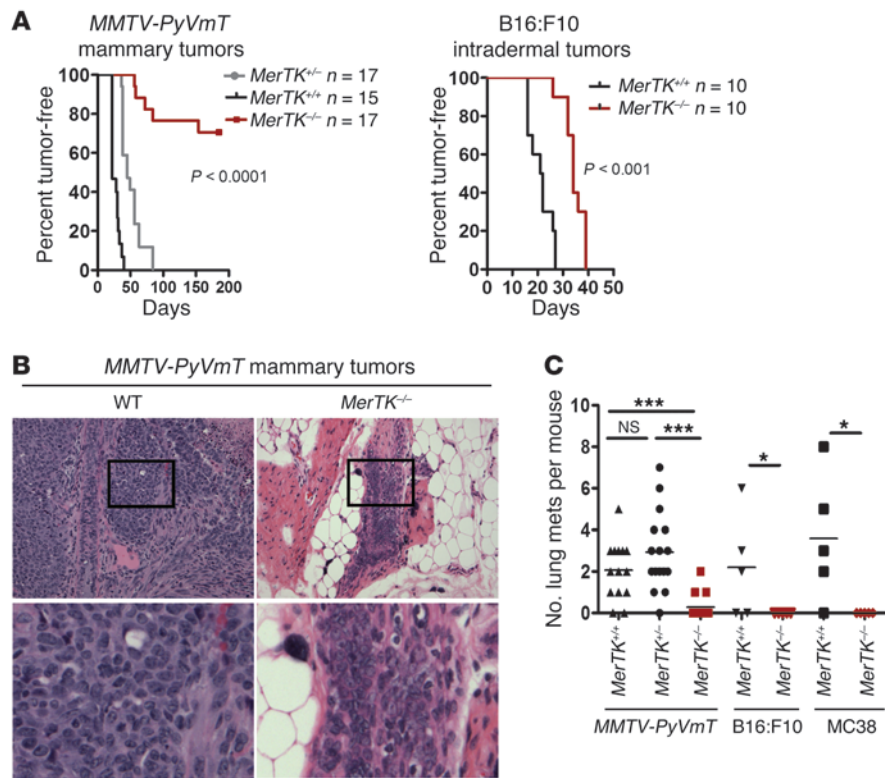 A
MMTV-PyVmT
mammary tumors
Percent tumor-free
100
80
60
40
20
0
0 50 100 150 200
Days
MerTK+/– n = 17
MerTK+/+ n = 15
MerTK–/– n = 17
P < 0.0001
B16:F10
intradermal tumors
Percent tumor-free
100
80
60
40
20
0
0 10 20 30 40 50
Days
MerTK+/+ n = 10
MerTK–/– n = 10
P < 0.001
B
MMTV-PyVmT mammary tumors
WT
MerTK–/–
C
No. lung mets per mouse
10
8
6
4
2
0
***
NS
***
*
*
MerTK+/+
MerTK+/–
MerTK–/–
MerTK+/+
MerTK–/–
MerTK+/+
MerTK–/–
MMTV-PyVmT
B16:F10
MC38